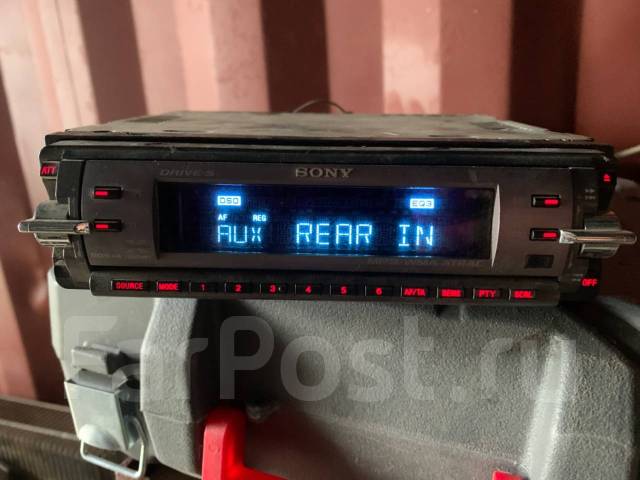 DRIVE-S SONY
ATT
DSO EQ3
AF REG
AUX REAR IN
SOURCE MODE 1 2 3 4 5 6 AF/TA PTY SCRL OFF
FarPost.ru